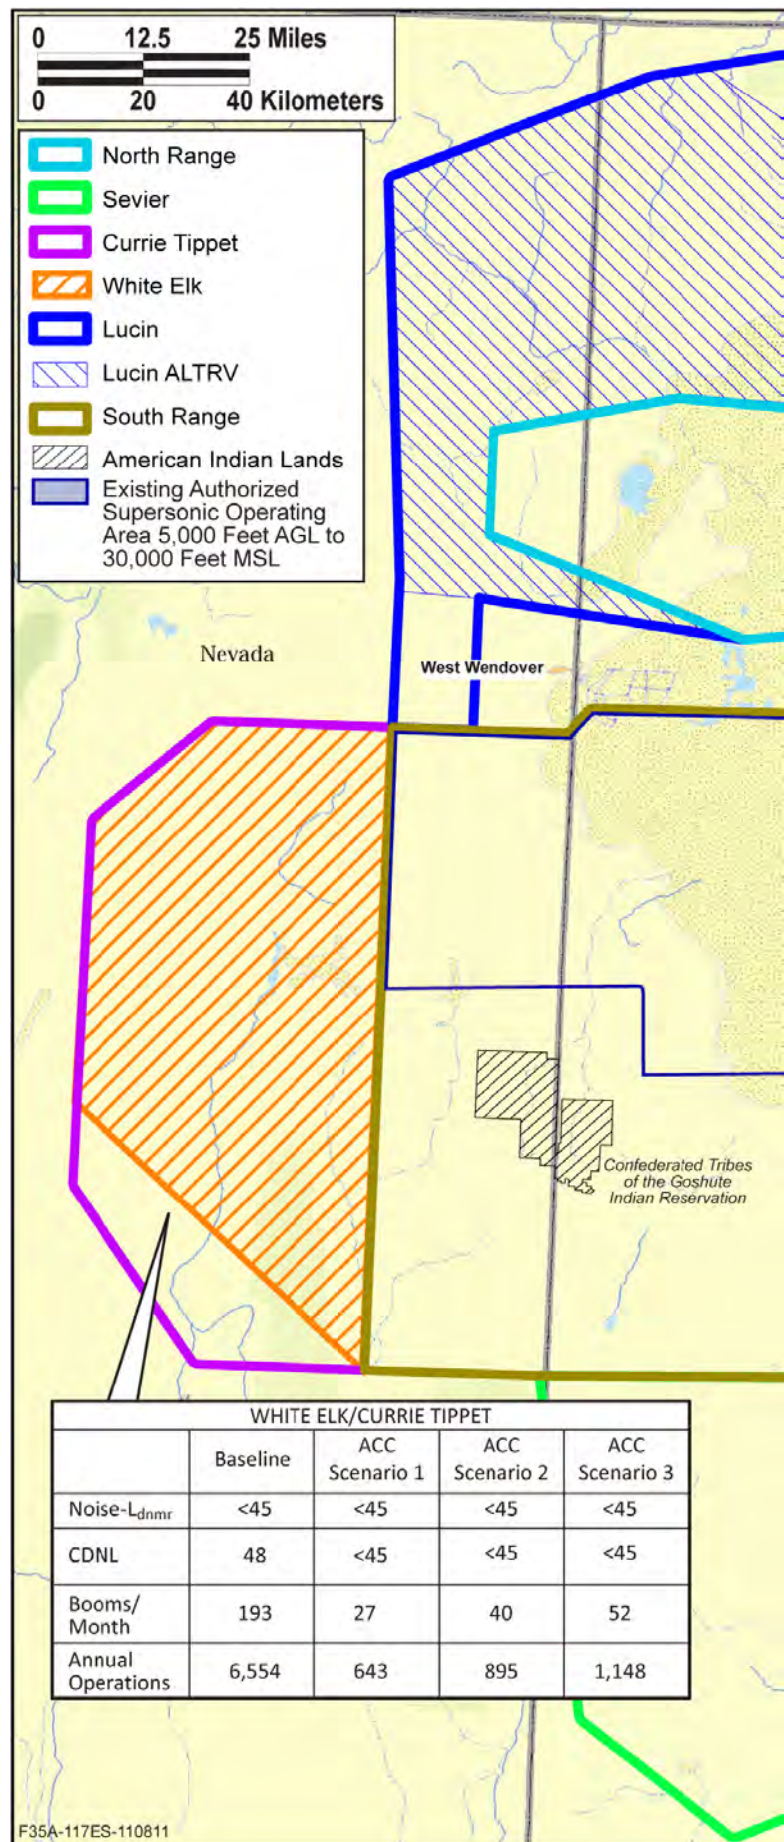 0 12.5 25 Miles
0 20 40 Kilometers
North Range
Sevier
Currie Tippet
White Elk
Lucin
Lucin ALTRV
South Range
American Indian Lands
Existing Authorized
Supersonic Operating
Area 5,000 Feet AGL to
30,000 Feet MSL
Nevada
West Wendover
Confederated Tribes
of the Goshute
Indian Reservation
WHITE ELK/CURRIE TIPPET
Baseline ACC Scenario 1 ACC Scenario 2 ACC Scenario 3
Noise-Ldnmr <45 <45 <45 <45
CDNL 48 <45 <45 <45
Booms/Month 193 27 40 52
Annual Operations 6,554 643 895 1,148
F35A-117ES-110811